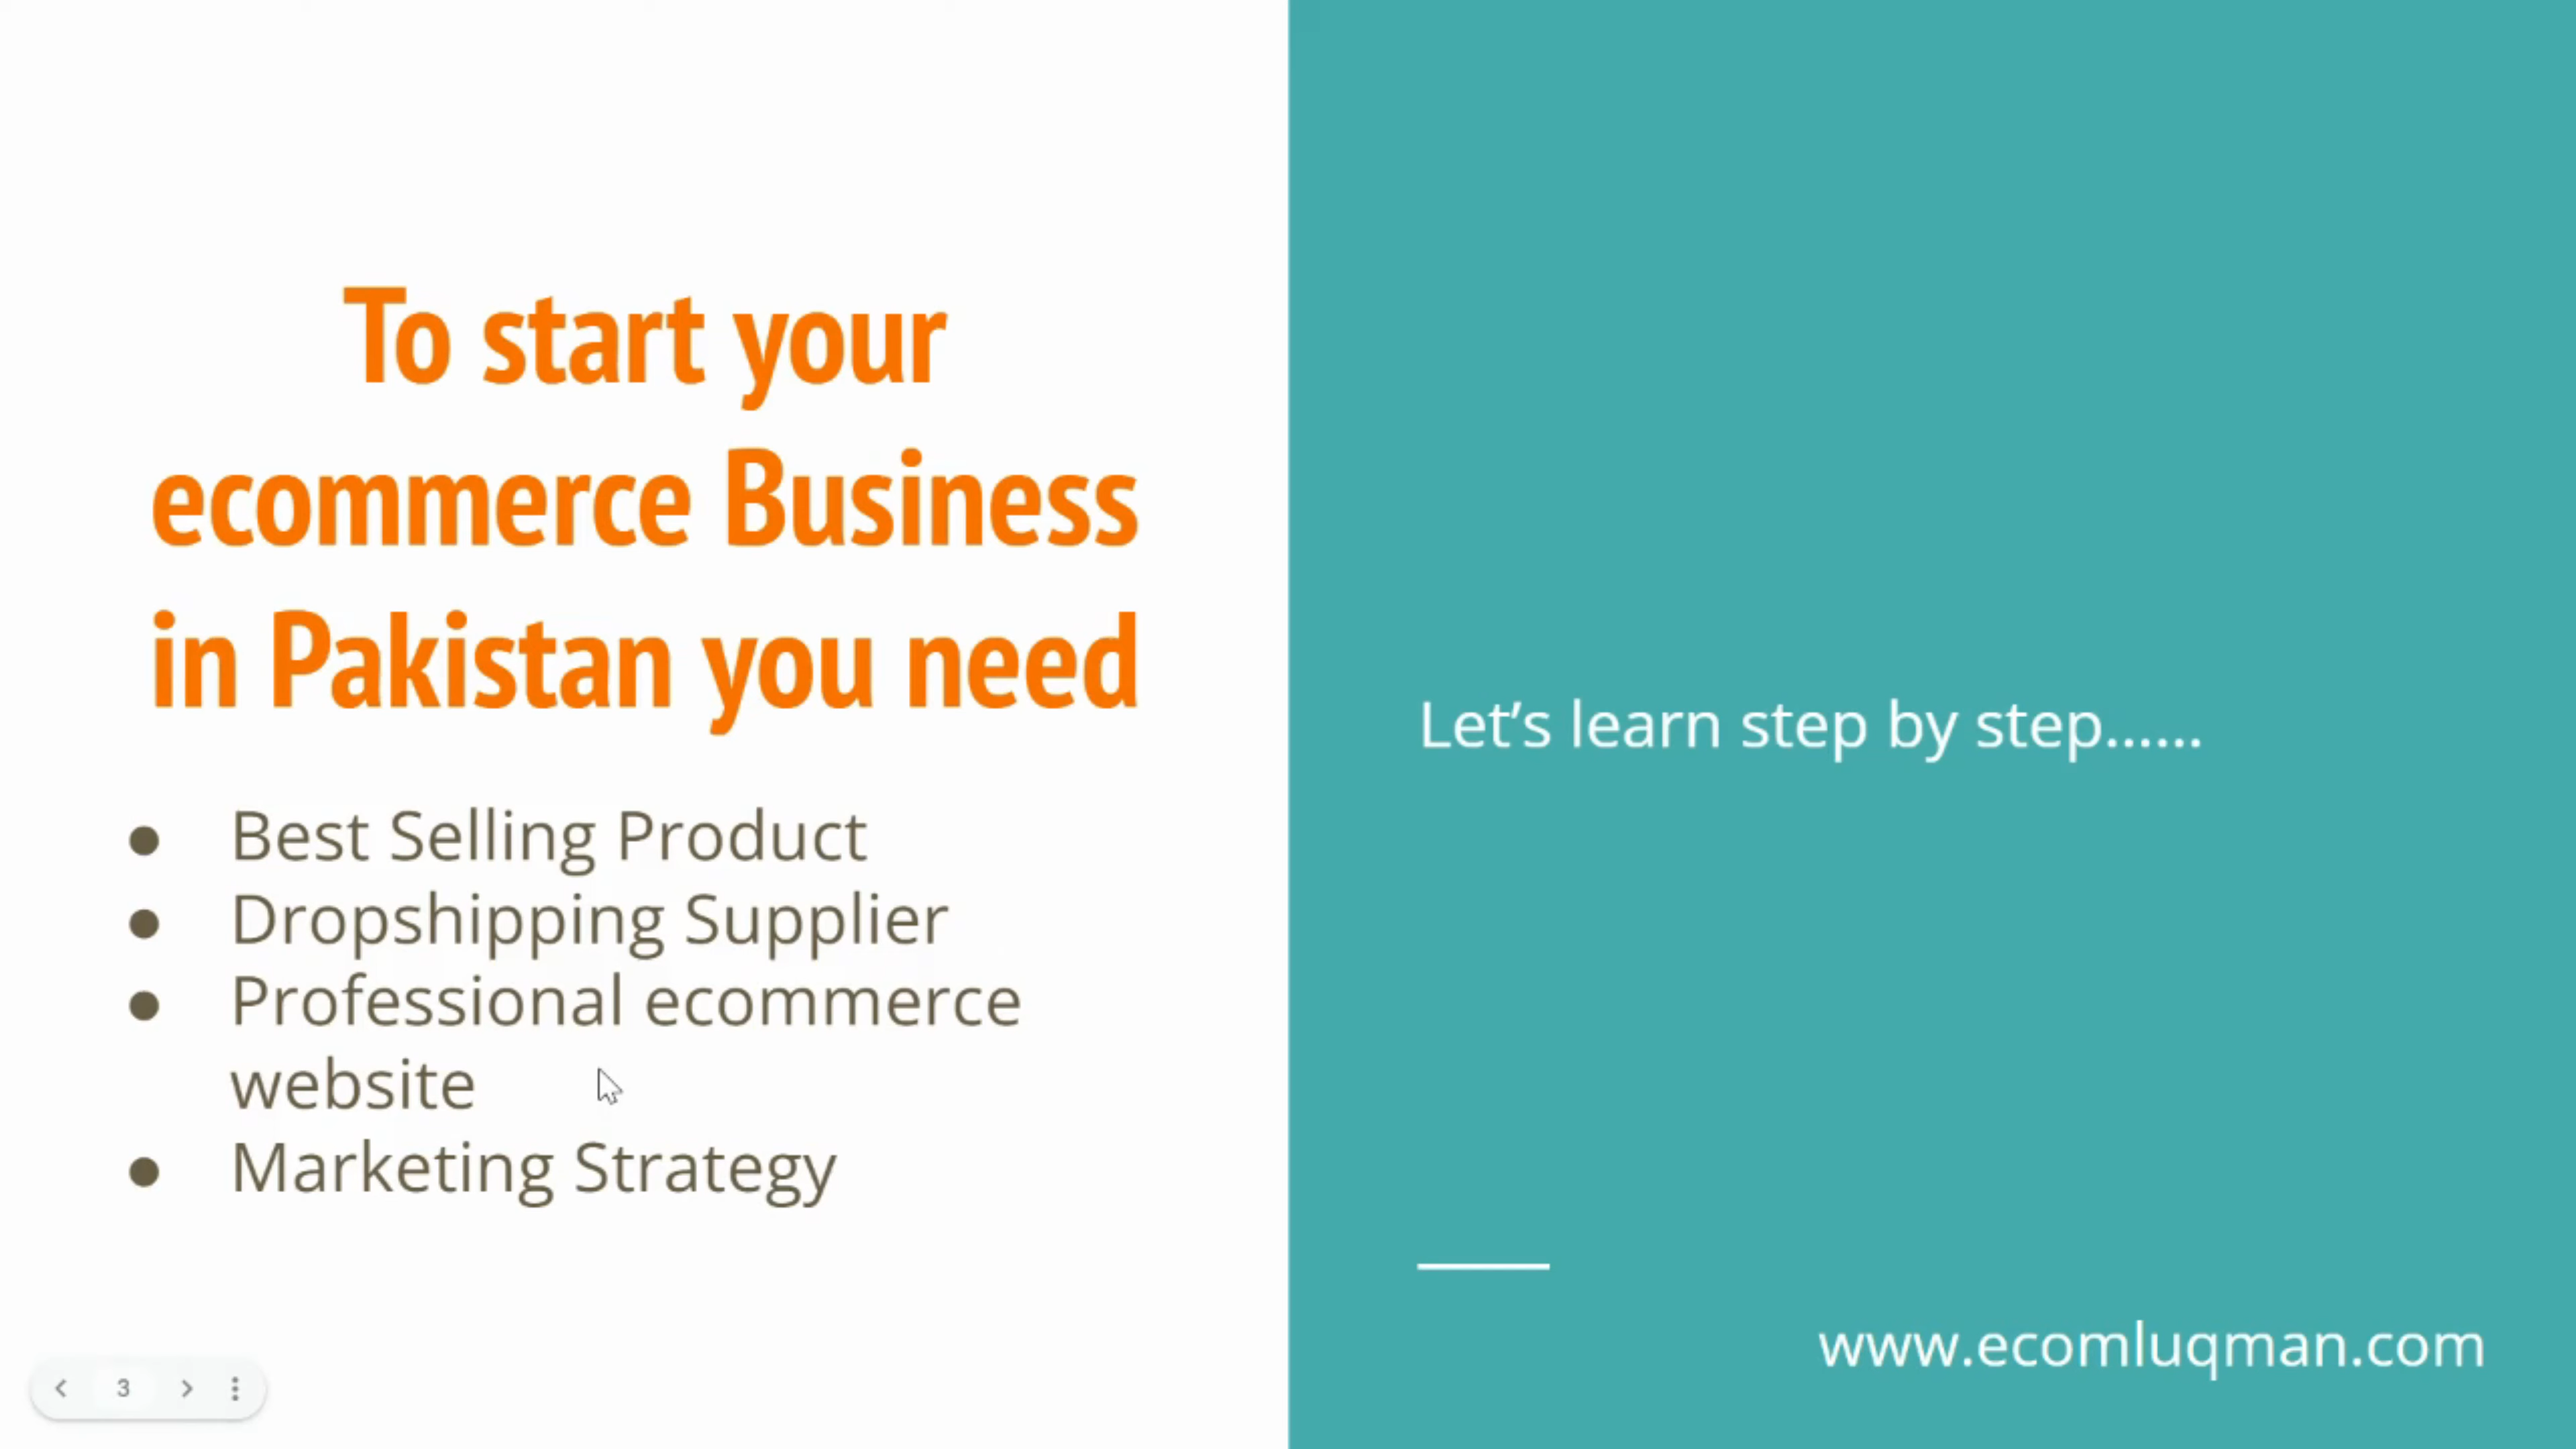 To start your
ecommerce Business
in Pakistan you need
● Best Selling Product
● Dropshipping Supplier
● Professional ecommerce
website
● Marketing Strategy
Let’s learn step by step......
www.ecomluqman.com
3